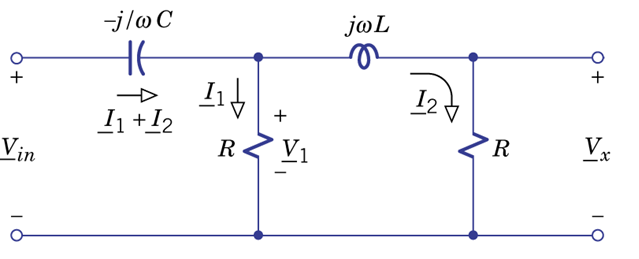 -j/ωC
jωL
+
+
I1 + I2
I1
+
I2
Vin
R
V1
R
Vx
−
−
−